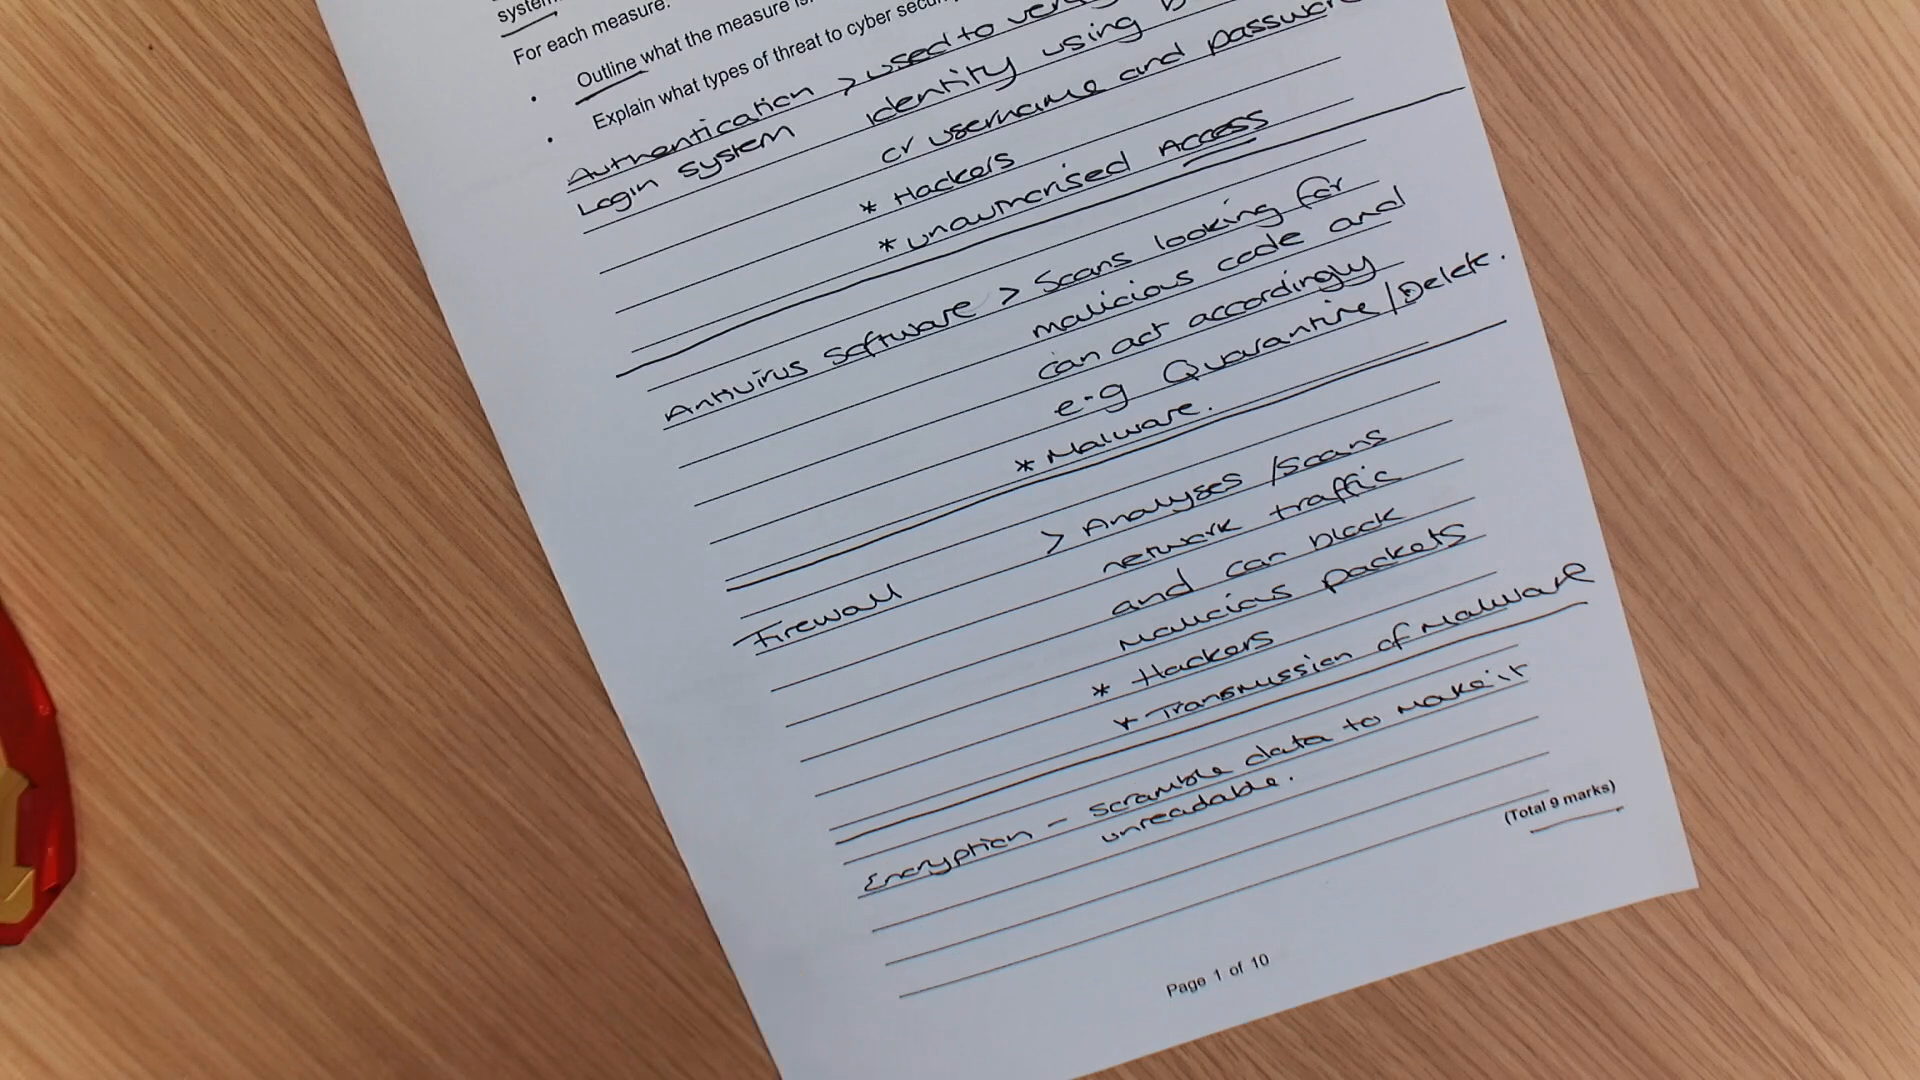 system
For each measure:
• Outline what the measure is.
• Explain what types of threat to cyber
Authentication > used to
Login system identity using
or username and password
* Hackers
* unauthorised Access
Antivirus Software > Scans looking for
malicious code and
can act accordingly
e-g Quarantine/Delete.
* Malware.
Firewall > Analyses/Scans
network traffic
and can block
malicious packets
* Hackers
* Transmission of Malware
Encryption - scramble data to make it
unreadable.
(Total 9 marks)
Page 1 of 10